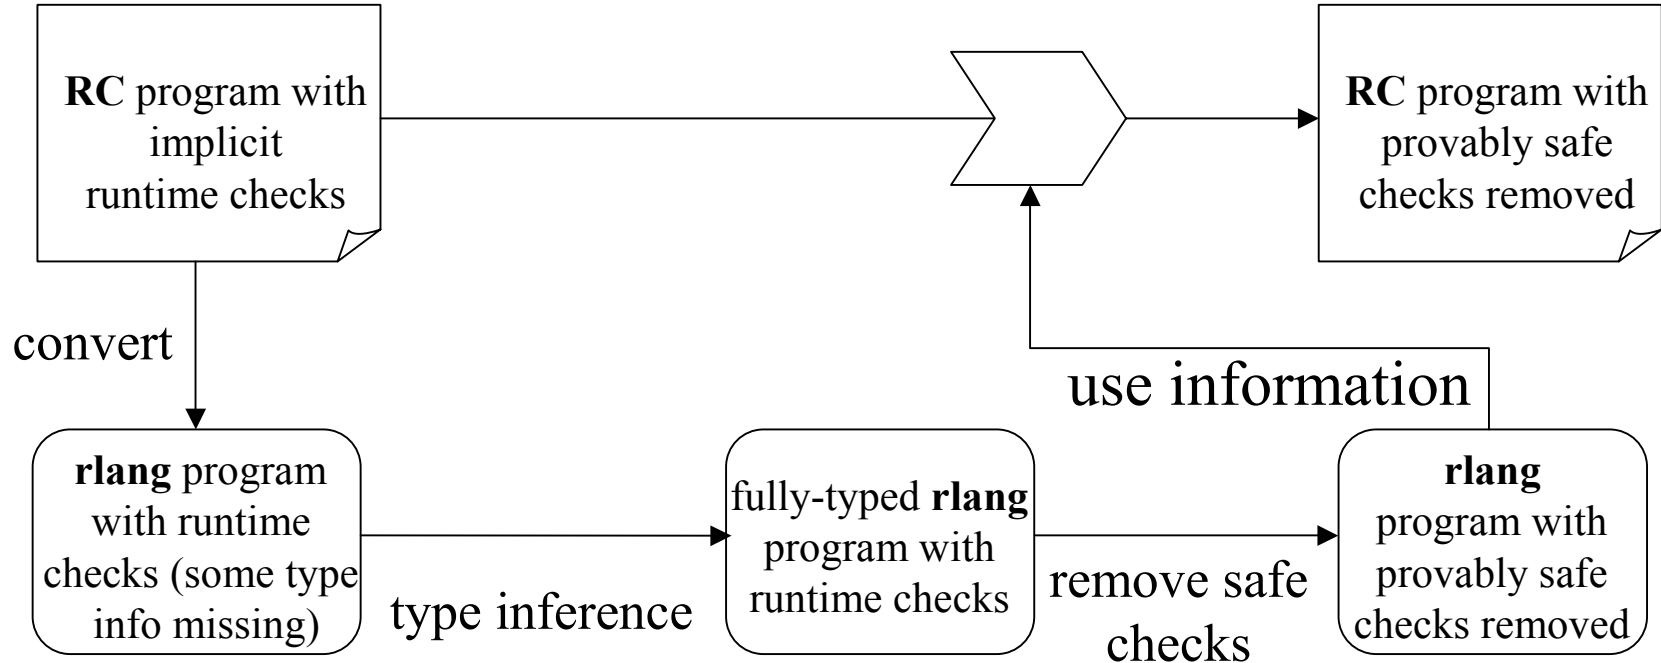 RC program with
implicit
runtime checks
RC program with
provably safe
checks removed
convert
use information
rlang program
with runtime
checks (some type
info missing)
type inference
fully-typed rlang
program with
runtime checks
remove safe
checks
rlang
program with
provably safe
checks removed